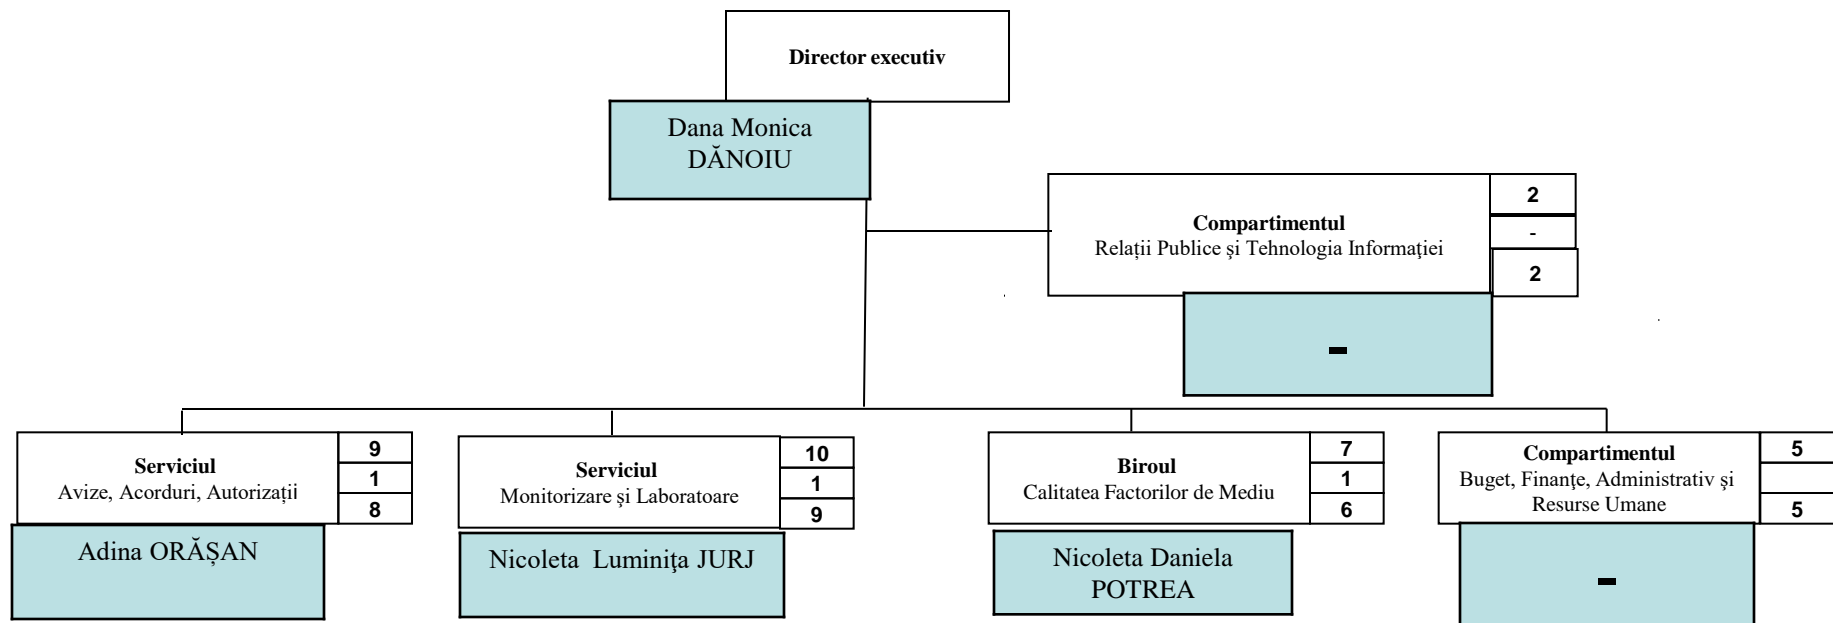 Director executiv
Dana Monica
DĂNOIU
Compartimentul
Relații Publice și Tehnologia Informaţiei
2
-
2
-
Serviciul
Avize, Acorduri, Autorizații
9
1
8
Adina ORĂȘAN
Serviciul
Monitorizare și Laboratoare
10
1
9
Nicoleta Luminiţa JURJ
Biroul
Calitatea Factorilor de Mediu
7
1
6
Nicoleta Daniela
POTREA
Compartimentul
Buget, Finanţe, Administrativ şi
Resurse Umane
5
5
-